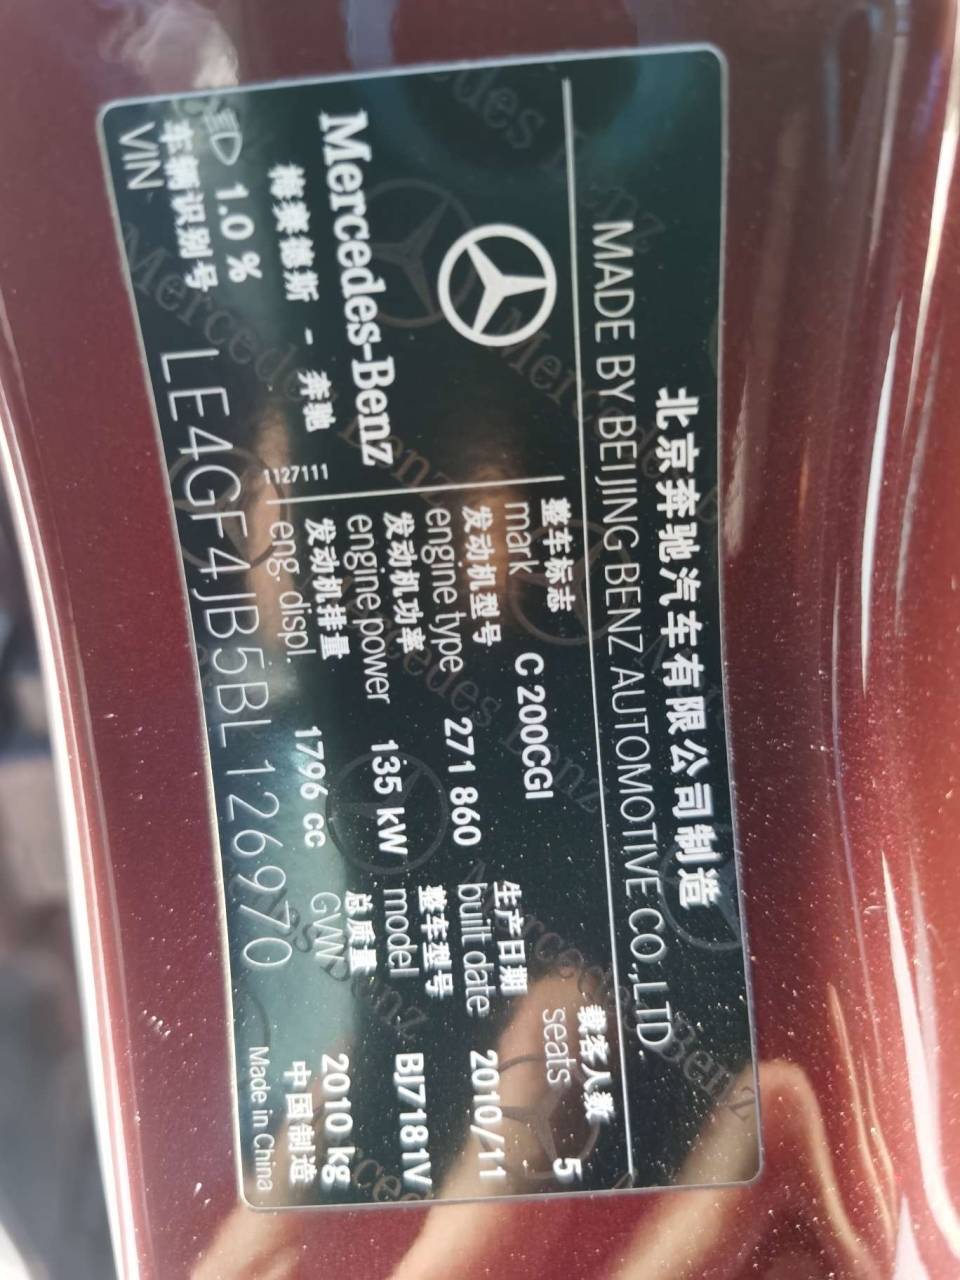 北京奔驰汽车有限公司制造
MADE BY BEIJING BENZ AUTOMOTIVE CO.,LTD.
Mercedes-Benz
梅赛德斯 - 奔驰
1127111
整车标志 mark C 200CGI
载客人数 seats 5
发动机型号 engine type 271 860
生产日期 built date 2010/11
发动机功率 engine power 135 kW
整车型号 model BJ7181V
发动机排量 eng. displ. 1796 cc
总质量 GVW 2010 kg
1.0 %
车辆识别号
VIN LE4GF4JB5BL126970
中国制造
Made in China